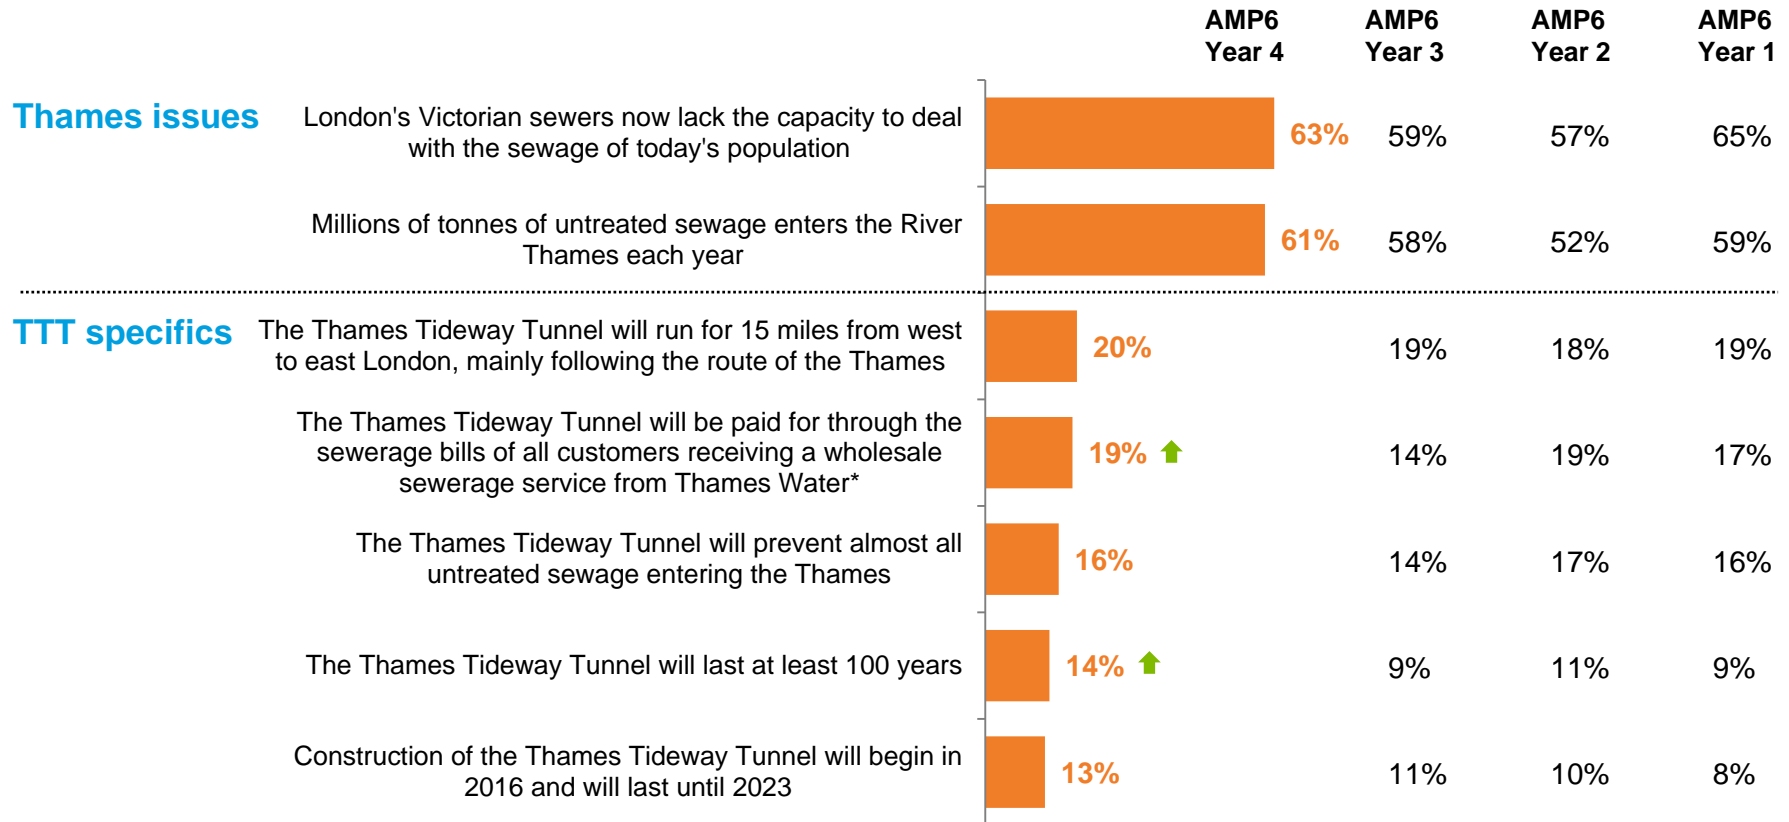 AMP6 AMP6 AMP6 AMP6
Year 4 Year 3 Year 2 Year 1
Thames issues
London's Victorian sewers now lack the capacity to deal
with the sewage of today's population
63% 59% 57% 65%
Millions of tonnes of untreated sewage enters the River
Thames each year
61% 58% 52% 59%
TTT specifics
The Thames Tideway Tunnel will run for 15 miles from west
to east London, mainly following the route of the Thames
20% 19% 18% 19%
The Thames Tideway Tunnel will be paid for through the
sewerage bills of all customers receiving a wholesale
sewerage service from Thames Water*
19% 14% 19% 17%
The Thames Tideway Tunnel will prevent almost all
untreated sewage entering the Thames
16% 14% 17% 16%
The Thames Tideway Tunnel will last at least 100 years
14% 9% 11% 9%
Construction of the Thames Tideway Tunnel will begin in
2016 and will last until 2023
13% 11% 10% 8%